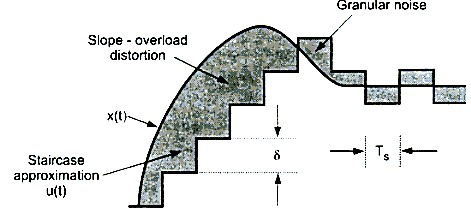 Granular noise
Slope - overload
distortion
x(t)
Staircase
approximation
u(t)
δ
Ts